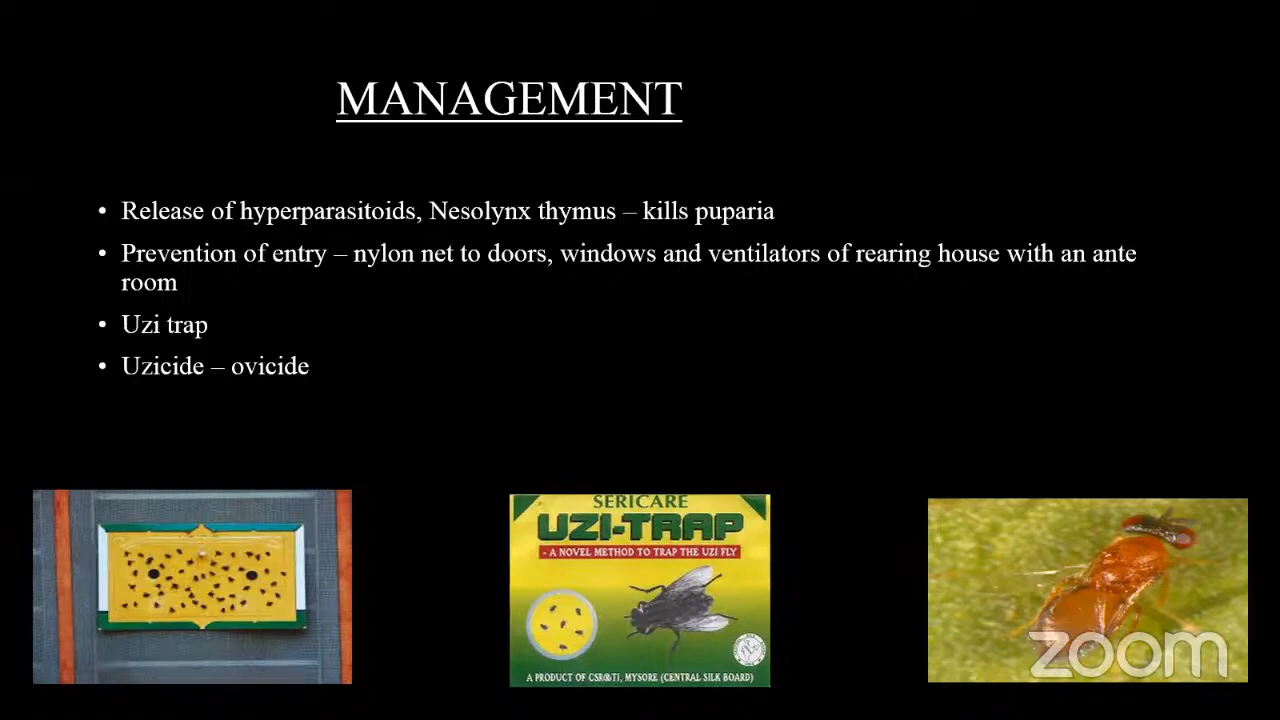 MANAGEMENT
• Release of hyperparasitoids, Nesolynx thymus – kills puparia
• Prevention of entry – nylon net to doors, windows and ventilators of rearing house with an ante
room
• Uzi trap
• Uzicide – ovicide
SERICARE
UZI-TRAP
- A NOVEL METHOD TO TRAP THE UZI FLY
A PRODUCT OF CSR&TI, MYSORE (CENTRAL SILK BOARD)
zoom